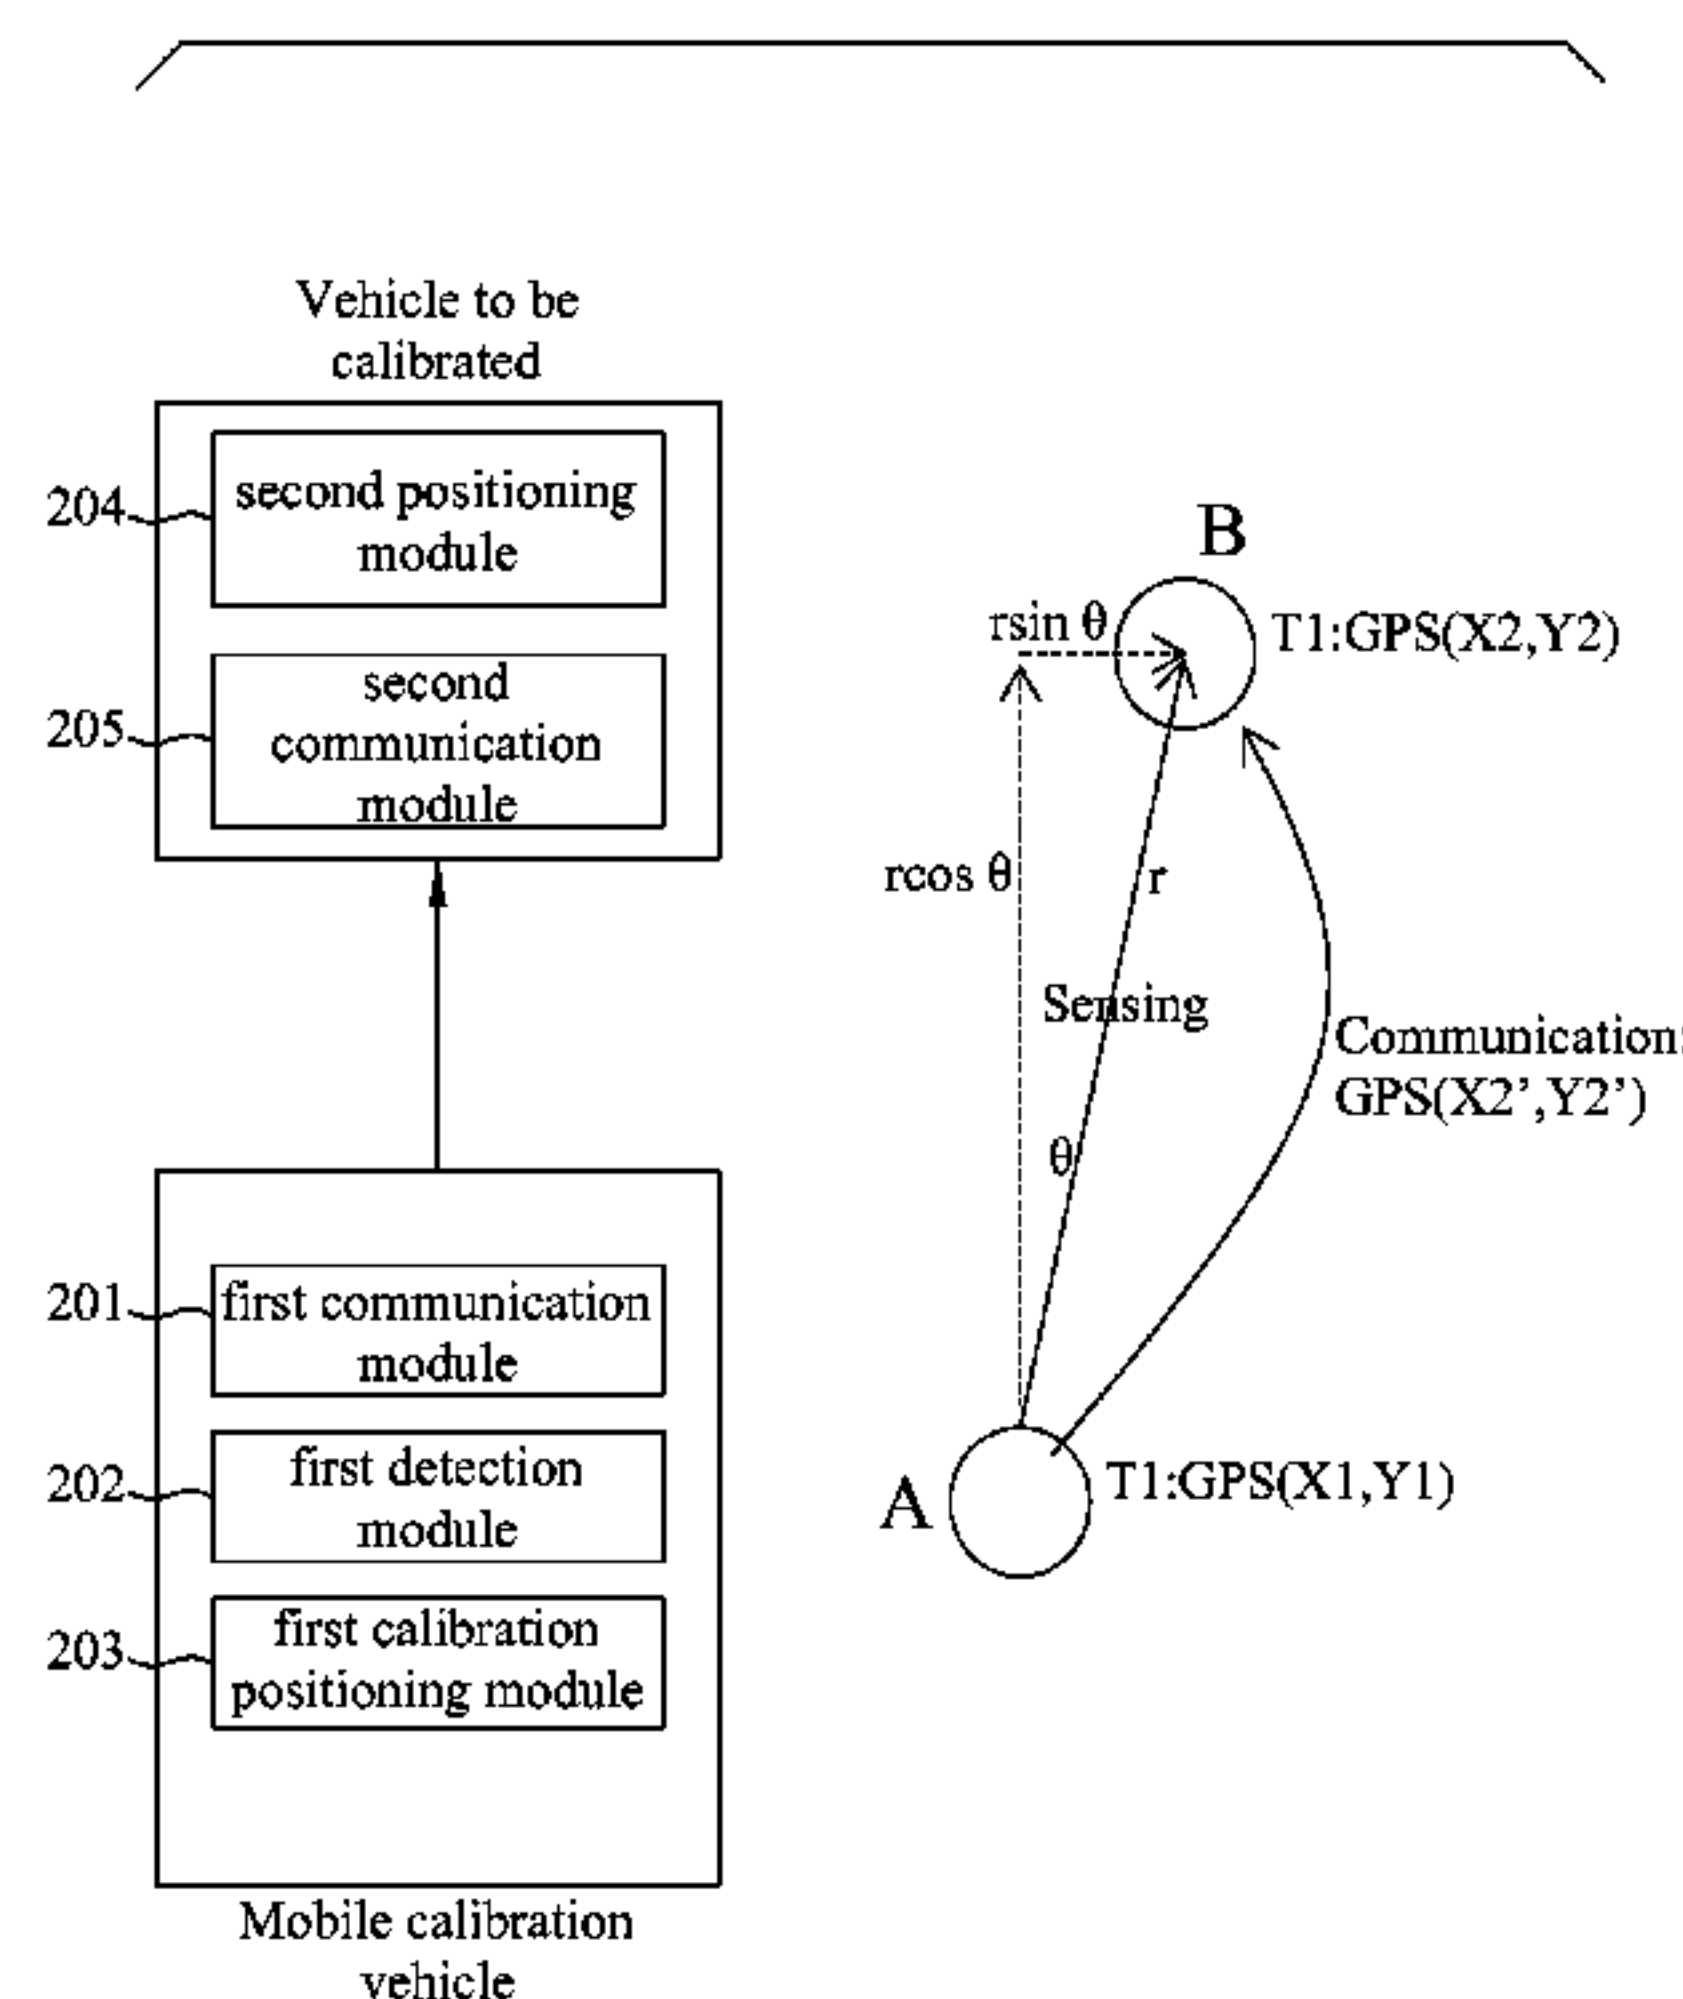 Vehicle to be
calibrated
204
second positioning
module
205
second
communication
module
201
first communication
module
202
first detection
module
203
first calibration
positioning module
Mobile calibration
vehicle
B
rsin θ
T1:GPS(X2,Y2)
rcos θ
r
Sensing
Communication:
GPS(X2’,Y2’)
θ
A
T1:GPS(X1,Y1)